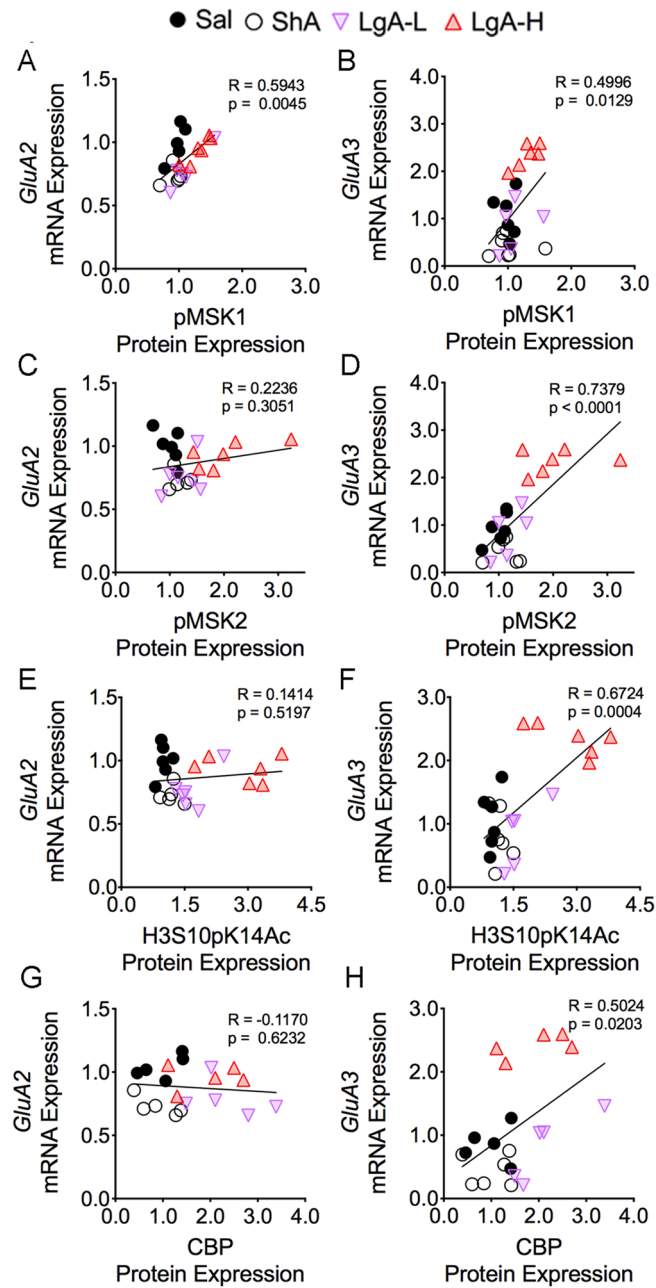 Sal ShA LgA-L LgA-H
A
B
R = 0.5943
p = 0.0045
R = 0.4996
p = 0.0129
GluA2
mRNA Expression
1.5
1.0
0.5
0.0
0.0 1.0 2.0 3.0
pMSK1
Protein Expression
GluA3
mRNA Expression
4.0
3.0
2.0
1.0
0.0
0.0 1.0 2.0 3.0
pMSK1
Protein Expression
C
D
R = 0.2236
p = 0.3051
R = 0.7379
p < 0.0001
GluA2
mRNA Expression
1.5
1.0
0.5
0.0
0.0 1.0 2.0 3.0
pMSK2
Protein Expression
GluA3
mRNA Expression
4.0
3.0
2.0
1.0
0.0
0.0 1.0 2.0 3.0
pMSK2
Protein Expression
E
F
R = 0.1414
p = 0.5197
R = 0.6724
p = 0.0004
GluA2
mRNA Expression
1.5
1.0
0.5
0.0
0.0 1.5 3.0 4.5
H3S10pK14Ac
Protein Expression
GluA3
mRNA Expression
3.0
2.0
1.0
0.0
0.0 1.5 3.0 4.5
H3S10pK14Ac
Protein Expression
G
H
R = -0.1170
p = 0.6232
R = 0.5024
p = 0.0203
GluA2
mRNA Expression
1.5
1.0
0.5
0.0
0.0 1.0 2.0 3.0 4.0
CBP
Protein Expression
GluA3
mRNA Expression
3.0
2.0
1.0
0.0
0.0 1.0 2.0 3.0 4.0
CBP
Protein Expression